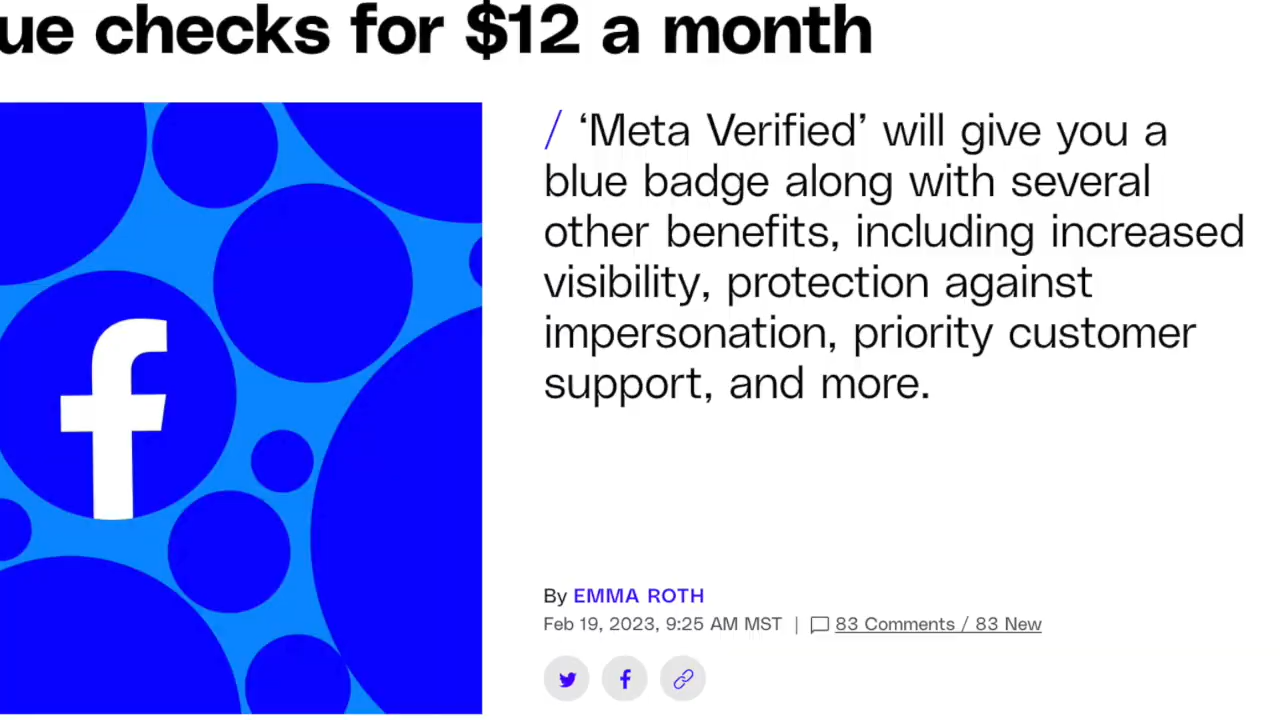 ue checks for $12 a month
/ ‘Meta Verified’ will give you a
blue badge along with several
other benefits, including increased
visibility, protection against
impersonation, priority customer
support, and more.
By EMMA ROTH
Feb 19, 2023, 9:25 AM MST | 83 Comments / 83 New